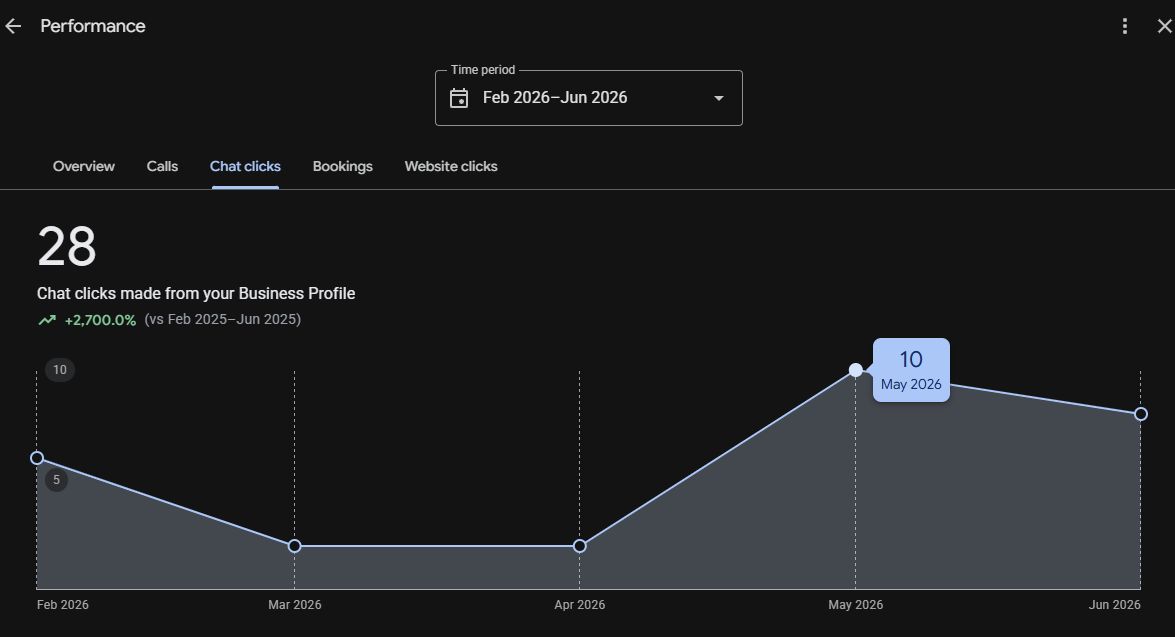 Performance
Time period
Feb 2026–Jun 2026
Overview Calls Chat clicks Bookings Website clicks
28
Chat clicks made from your Business Profile
+2,700.0% (vs Feb 2025–Jun 2025)
10
10
May 2026
5
Feb 2026 Mar 2026 Apr 2026 May 2026 Jun 2026